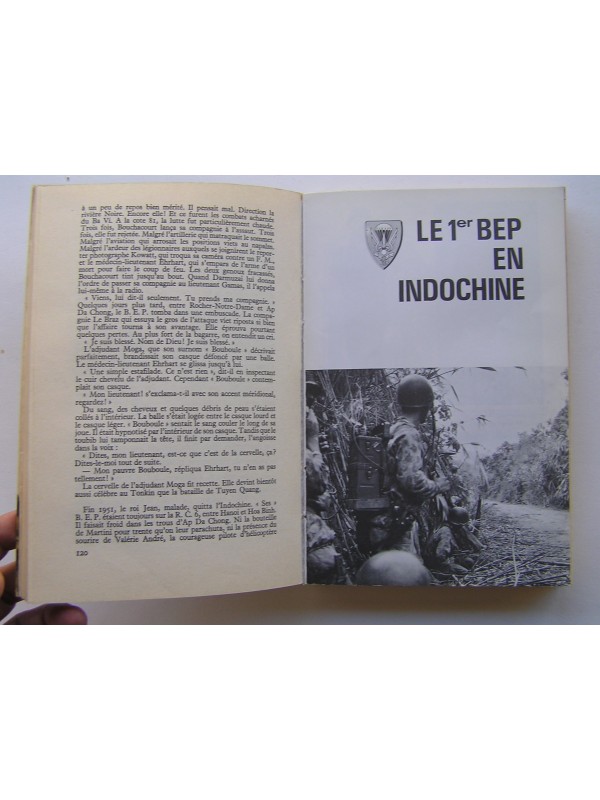 à un peu de repos bien mérité. Il pensait mal. Direction la
rivière Noire. Encore elle! Et ce furent les combats acharnés
du Ba Vi. A la cote 81, la lutte fut particulièrement chaude.
Trois fois, Bouchacourt lança sa compagnie à l'assaut. Trois
fois, elle fut rejetée. Malgré l'artillerie qui matraquait le sommet.
Malgré l'aviation qui arrosait les positions viets au napalm.
Malgré l'ardeur des légionnaires auxquels se joignirent le repor-
ter photographe Kowatt, qui troqua sa caméra contre un F. M.,
et le médecin-lieutenant Ehrhart, qui s'empara de l'arme d'un
mort pour faire le coup de feu. Les deux genoux fracassés,
Bouchacourt tint jusqu'au bout. Quand Darmuzai lui donna
l'ordre de passer sa compagnie au lieutenant Gamas, il l'appela
lui-même à la radio.
« Viens, lui dit-il seulement. Tu prends ma compagnie. »
Quelques jours plus tard, entre Rocher-Notre-Dame et Ap
Da Chong, le B. E. P. tomba dans une embuscade. La compa-
gnie Le Braz qui essuya le gros de l'attaque viet riposta si bien
que l'affaire tourna à son avantage. Elle éprouva pourtant
quelques pertes. Au plus fort de la bagarre, on entendit un cri.
« Je suis blessé. Nom de Dieu! Je suis blessé. »
L'adjudant Moga, que son surnom « Bouboule » décrivait
parfaitement, brandissait son casque défoncé par une balle.
Le médecin-lieutenant Ehrhart se glissa jusqu'à lui.
« Une simple estafilade. Ce n'est rien », dit-il en inspectant
le cuir chevelu de l'adjudant. Cependant « Bouboule » contem-
plait son casque.
« Mon lieutenant! s'exclama-t-il avec son accent méridional,
regardez! »
Du sang, des cheveux et quelques débris de peau s'étaient
collés à l'intérieur. La balle s'était logée entre le casque lourd et
le casque léger. « Bouboule » sentait le sang couler le long de sa
joue. Il était hypnotisé par l'intérieur de son casque. Tandis que le
toubib lui tamponnait la tête, il finit par demander, l'angoisse
dans la voix :
« Dites, mon lieutenant, est-ce que c'est de la cervelle, ça?
Dites-le-moi tout de suite.
— Mon pauvre Bouboule, répliqua Ehrhart, tu n'en as pas
tellement! »
La cervelle de l'adjudant Moga fit recette. Elle devint bientôt
aussi célèbre au Tonkin que la bataille de Tuyen Quang.
Fin 1951, le roi Jean, malade, quitta l'Indochine. « Ses »
B. E. P. étaient toujours sur la R. C. 6, entre Hanoi et Hoa Binh.
Il faisait froid dans les trous d'Ap Da Chong. Ni la bouteille
de Martini pour trente qu'on leur parachuta, ni la présence du
sourire de Valérie André, la courageuse pilote d'hélicoptère
120
LE 1er BEP
EN
INDOCHINE